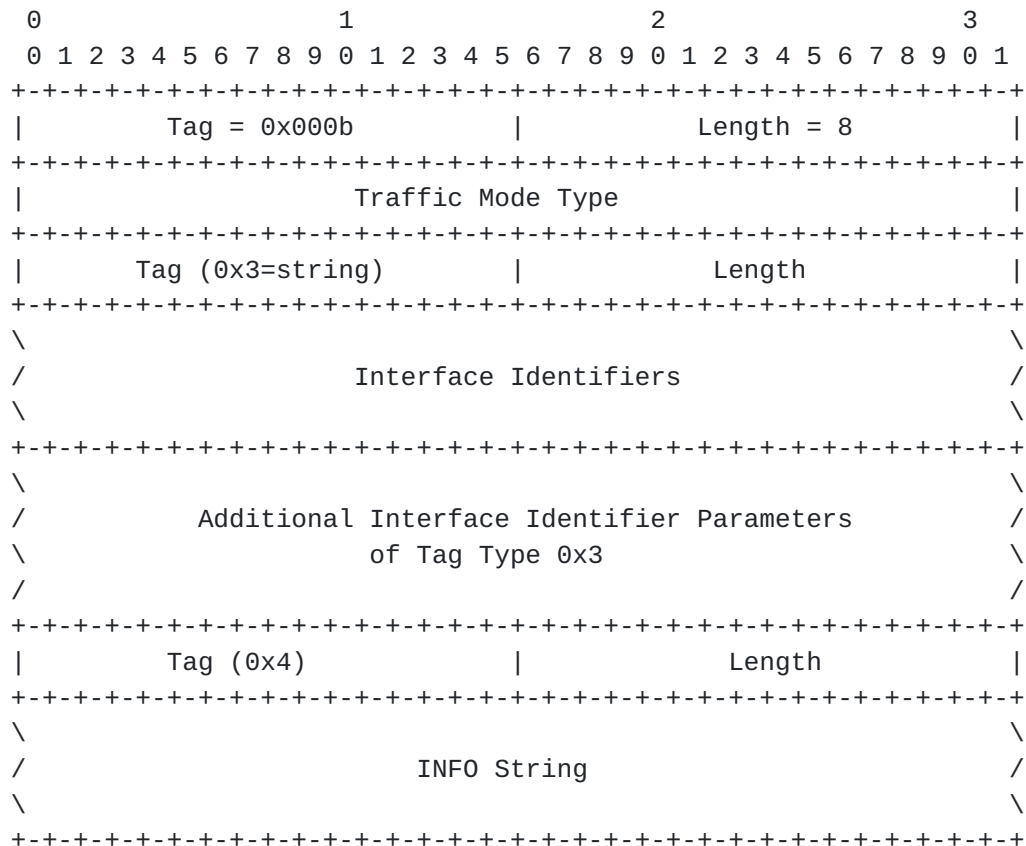 0                   1                   2                   3
 0 1 2 3 4 5 6 7 8 9 0 1 2 3 4 5 6 7 8 9 0 1 2 3 4 5 6 7 8 9 0 1
+-+-+-+-+-+-+-+-+-+-+-+-+-+-+-+-+-+-+-+-+-+-+-+-+-+-+-+-+-+-+-+-+
|         Tag = 0x000b          |           Length = 8          |
+-+-+-+-+-+-+-+-+-+-+-+-+-+-+-+-+-+-+-+-+-+-+-+-+-+-+-+-+-+-+-+-+
|                     Traffic Mode Type                         |
+-+-+-+-+-+-+-+-+-+-+-+-+-+-+-+-+-+-+-+-+-+-+-+-+-+-+-+-+-+-+-+-+
|       Tag (0x3=string)        |            Length             |
+-+-+-+-+-+-+-+-+-+-+-+-+-+-+-+-+-+-+-+-+-+-+-+-+-+-+-+-+-+-+-+-+
\                                                               \
/                     Interface Identifiers                     /
\                                                               \
+-+-+-+-+-+-+-+-+-+-+-+-+-+-+-+-+-+-+-+-+-+-+-+-+-+-+-+-+-+-+-+-+
\                                                               \
/           Additional Interface Identifier Parameters          /
\                      of Tag Type 0x3                          \
/                                                               /
+-+-+-+-+-+-+-+-+-+-+-+-+-+-+-+-+-+-+-+-+-+-+-+-+-+-+-+-+-+-+-+-+
|         Tag (0x4)             |             Length            |
+-+-+-+-+-+-+-+-+-+-+-+-+-+-+-+-+-+-+-+-+-+-+-+-+-+-+-+-+-+-+-+-+
\                                                               \
/                         INFO String                           /
\                                                               \
+-+-+-+-+-+-+-+-+-+-+-+-+-+-+-+-+-+-+-+-+-+-+-+-+-+-+-+-+-+-+-+-+